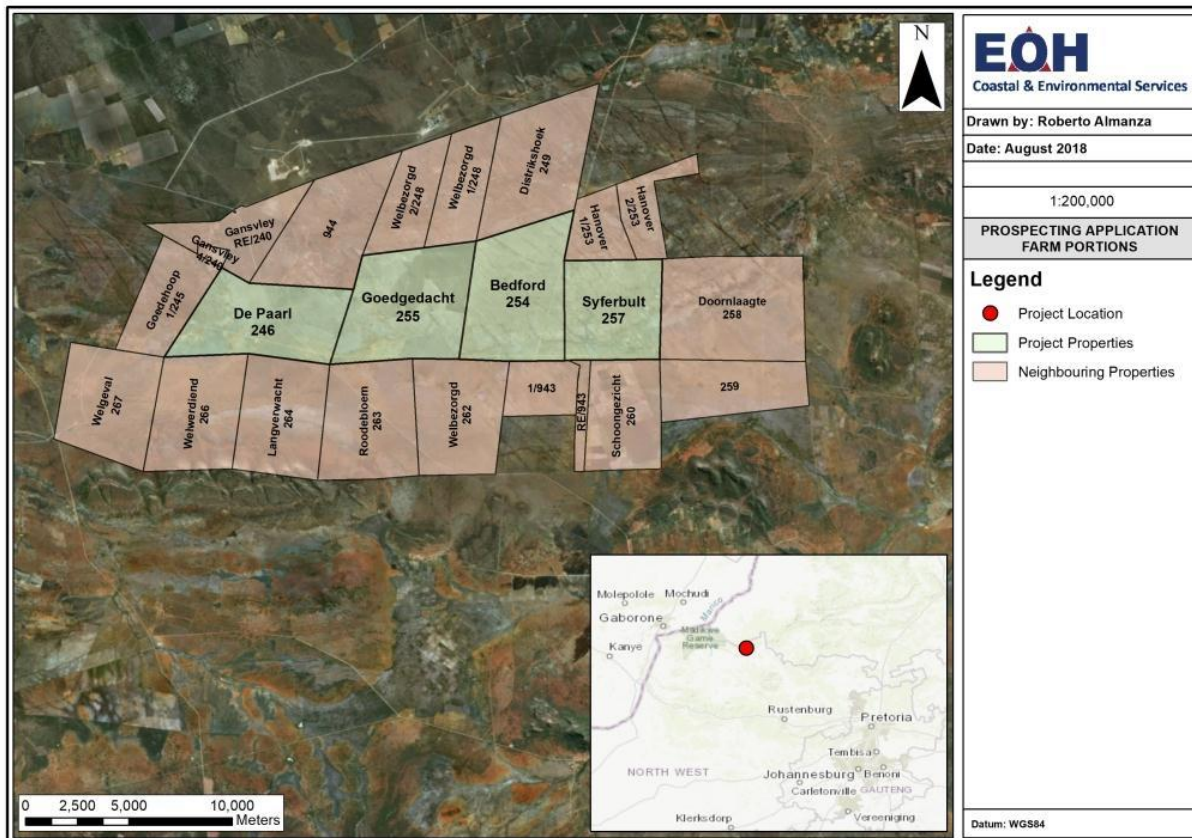 N
Distrikshoek
249
Welbezorgd
1/248
Welbezorgd
2/248
944
Gansvley
RE/240
Gansvley
4/240
Goedehoop
1/245
Hanover
1/253
Hanover
2/253
De Paarl
246
Goedgedacht
255
Bedford
254
Syferbult
257
Doornlaagte
258
Welgeval
267
Welwerdiend
266
Langverwacht
264
Roodebloem
263
Welbezorgd
262
1/943
RE/943
Schoongezicht
260
259
0 2,500 5,000 10,000
Meters
Molepolole
Mochudi
Marico
Gaborone
Madikwe
Game
Reserve
Kanye
Rustenburg
Pretoria
Tembisa
NORTH WEST
Johannesburg
Benoni
Carletonville
GAUTENG
Vereeniging
Klerksdorp
EOH
Coastal & Environmental Services
Drawn by: Roberto Almanza
Date: August 2018
1:200,000
PROSPECTING APPLICATION
FARM PORTIONS
Legend
Project Location
Project Properties
Neighbouring Properties
Datum: WGS84